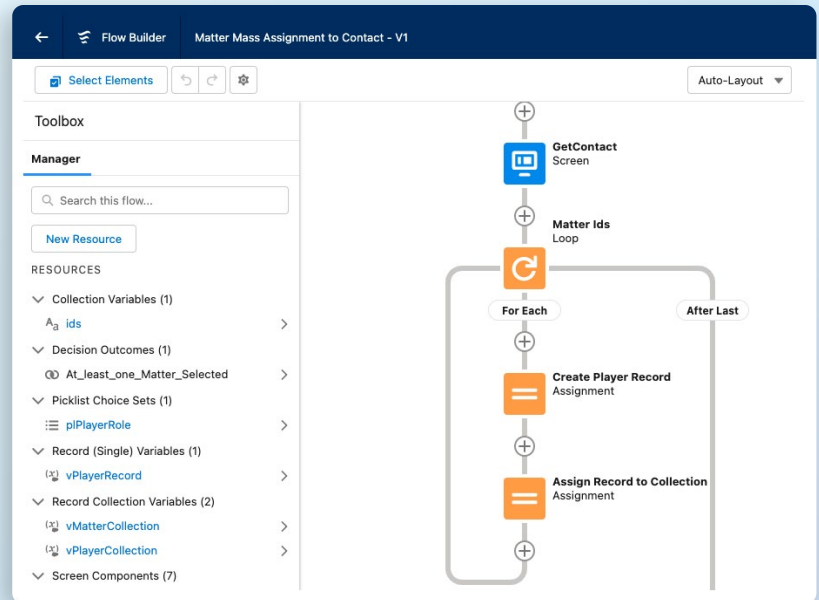 Flow Builder
Matter Mass Assignment to Contact - V1
Select Elements
Auto-Layout
Toolbox
Manager
Search this flow...
New Resource
RESOURCES
Collection Variables (1)
Aa ids
Decision Outcomes (1)
At_least_one_Matter_Selected
Picklist Choice Sets (1)
plPlayerRole
Record (Single) Variables (1)
(x) vPlayerRecord
Record Collection Variables (2)
(x) vMatterCollection
(x) vPlayerCollection
Screen Components (7)
GetContact
Screen
Matter Ids
Loop
For Each
After Last
Create Player Record
Assignment
Assign Record to Collection
Assignment